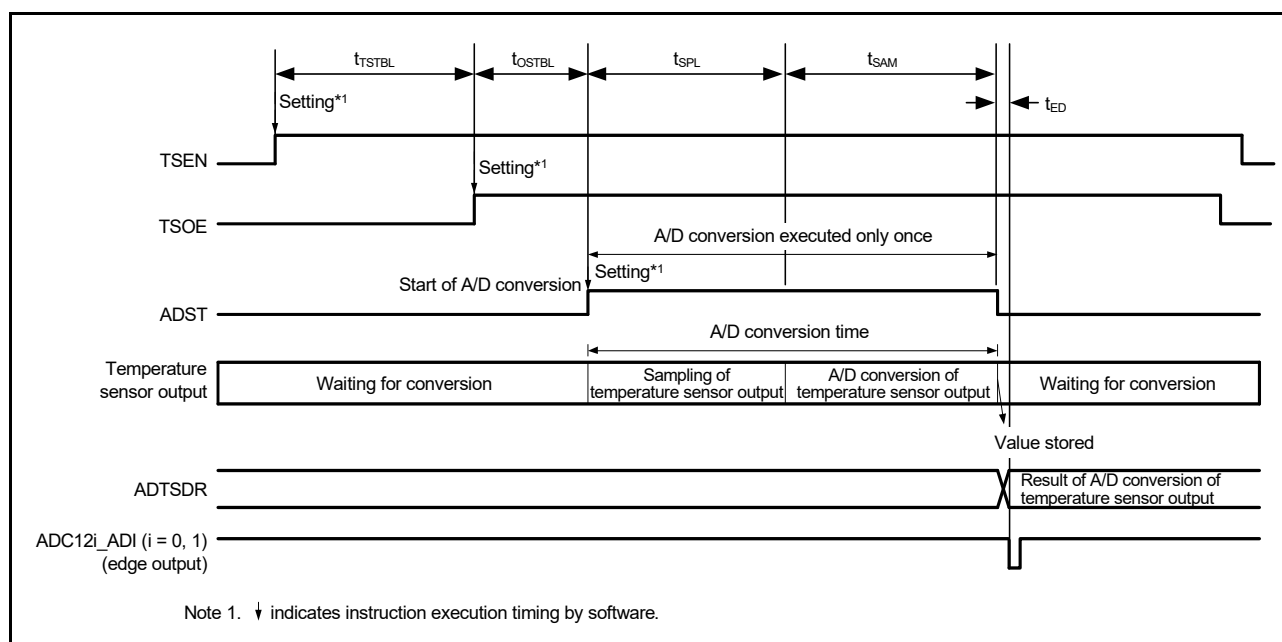 tTSTBL
tOSTBL
tSPL
tSAM
tED
Setting*1
TSEN
Setting*1
TSOE
A/D conversion executed only once
Setting*1
Start of A/D conversion
ADST
A/D conversion time
Temperature
sensor output
Waiting for conversion
Sampling of
temperature sensor output
A/D conversion of
temperature sensor output
Waiting for conversion
Value stored
ADTSDR
Result of A/D conversion of
temperature sensor output
ADC12i_ADI (i = 0, 1)
(edge output)
Note 1. ↓ indicates instruction execution timing by software.